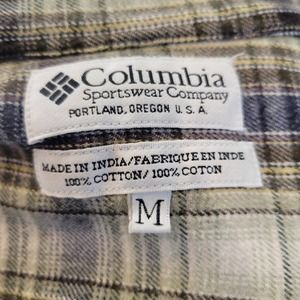 Columbia
Sportswear Company
PORTLAND, OREGON U.S.A.
MADE IN INDIA/FABRIQUE EN INDE
100% COTTON/100% COTON
M